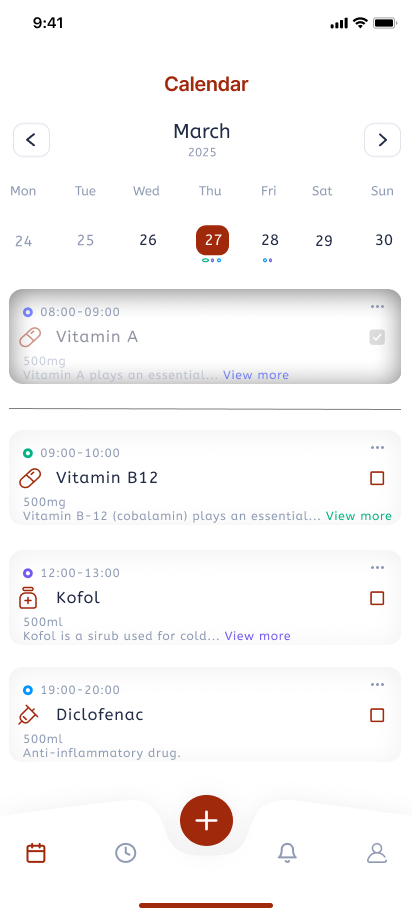 9:41
Calendar
March
2025
Mon Tue Wed Thu Fri Sat Sun
24 25 26 27 28 29 30
08:00-09:00
Vitamin A
500mg
Vitamin A plays an essential... View more
09:00-10:00
Vitamin B12
500mg
Vitamin B-12 (cobalamin) plays an essential... View more
12:00-13:00
Kofol
500ml
Kofol is a sirub used for cold... View more
19:00-20:00
Diclofenac
500ml
Anti-inflammatory drug.